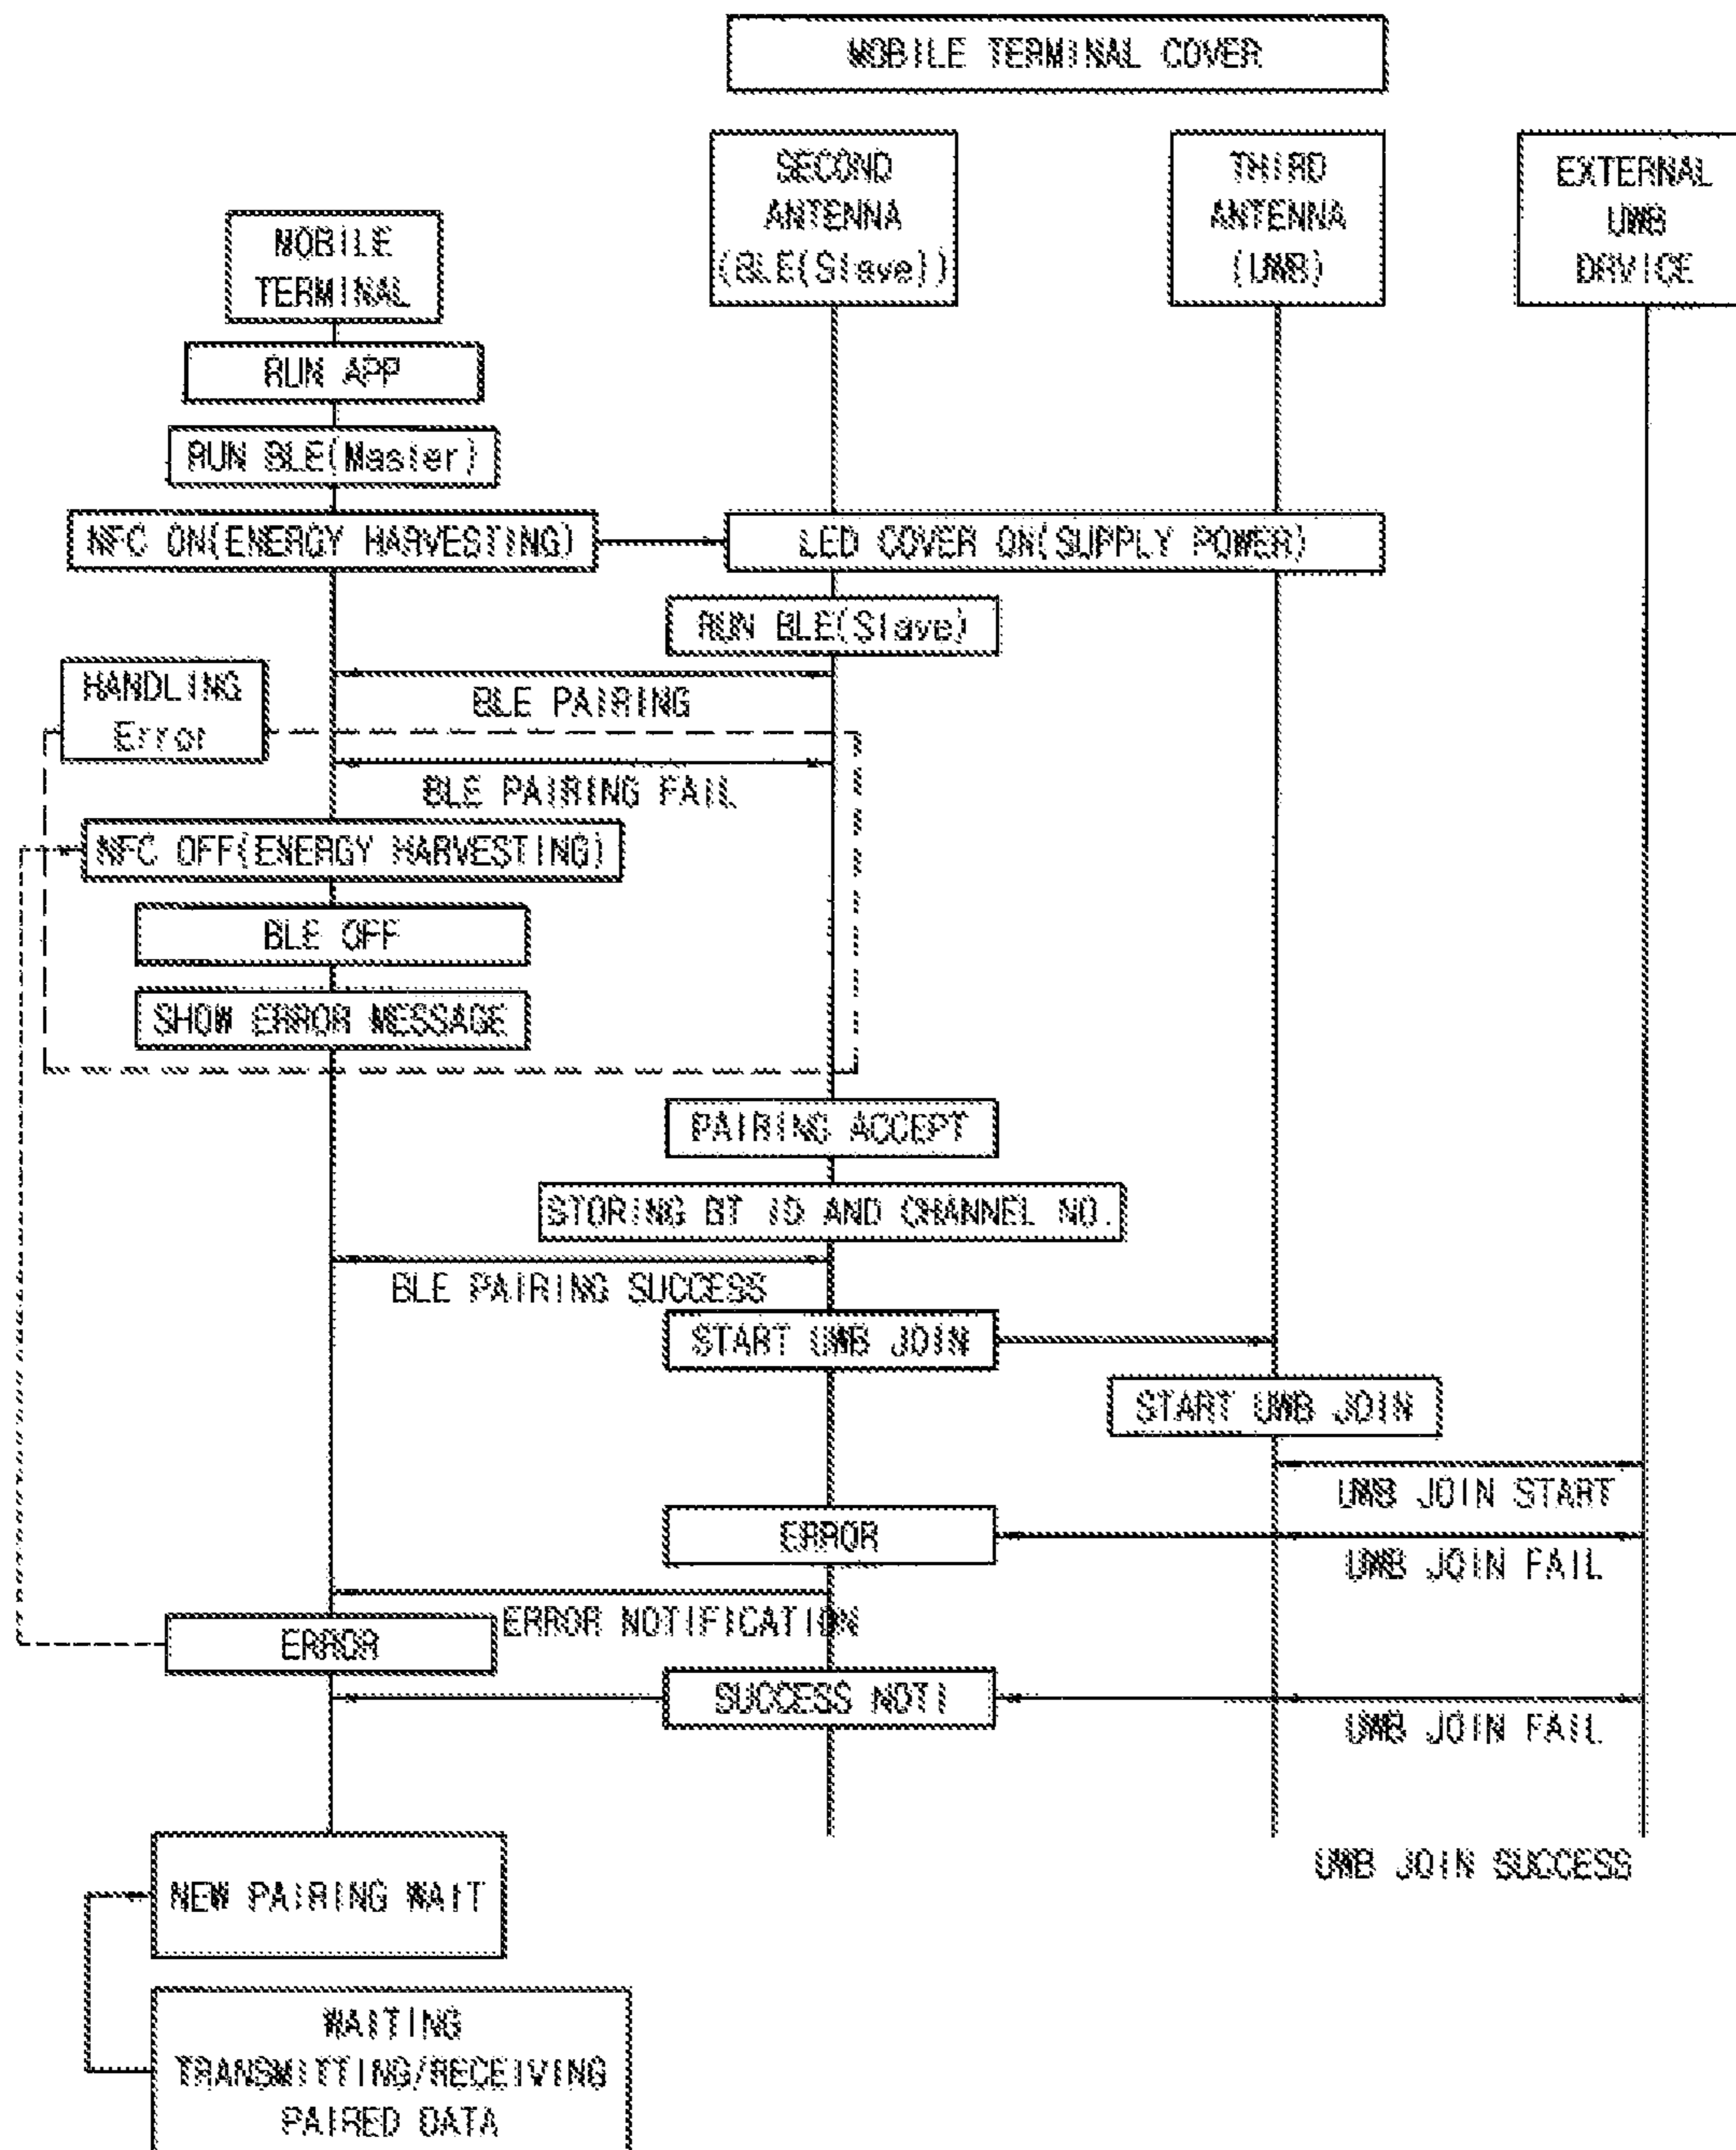 MOBILE TERMINAL COVER
MOBILE
TERMINAL
SECOND
ANTENNA
(BLE(Slave))
THIRD
ANTENNA
(UWB)
EXTERNAL
UWB
DRVICE
RUN APP
RUN BLE(Master)
NFC ON(ENERGY HARVESTING)
LED COVER ON(SUPPLY POWER)
RUN BLE(Slave)
HANDLING
Error
BLE PAIRING
BLE PAIRING FAIL
NFC OFF(ENERGY HARVESTING)
BLE OFF
SHOW ERROR MESSAGE
PAIRING ACCEPT
STORING BT ID AND CHANNEL NO.
BLE PAIRING SUCCESS
START UWB JOIN
START UWB JOIN
UWB JOIN START
ERROR
UWB JOIN FAIL
ERROR NOTIFICATION
ERROR
SUCCESS NOTI
UWB JOIN FAIL
UWB JOIN SUCCESS
NEW PAIRING WAIT
WAITING
TRANSMITTING/RECEIVING
PAIRED DATA